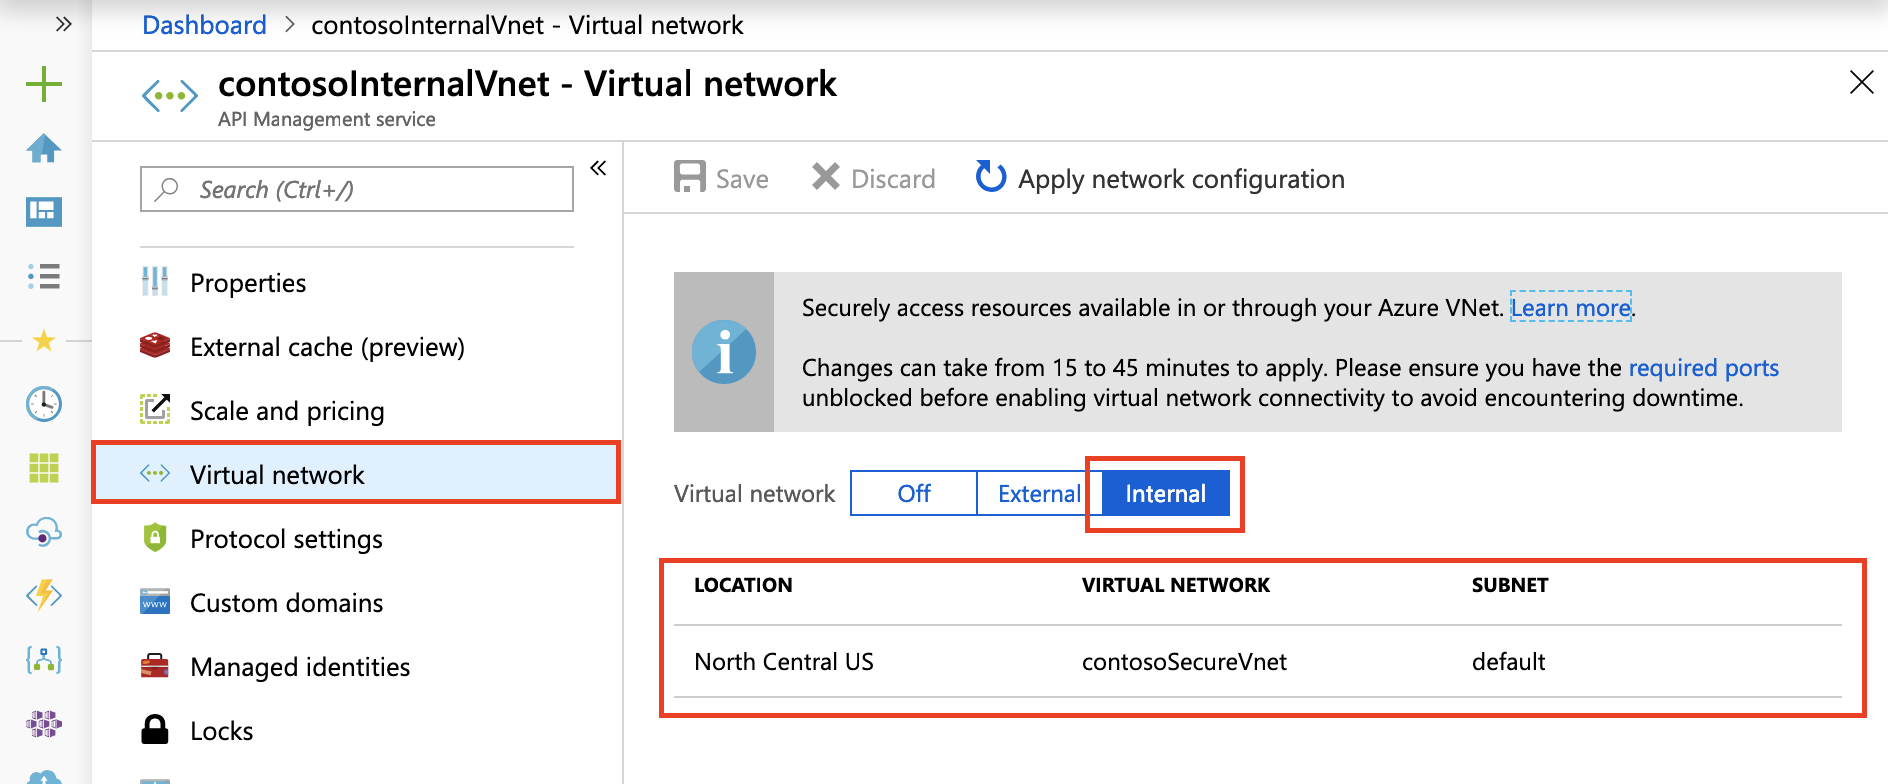 Dashboard > contosoInternalVnet - Virtual network
contosoInternalVnet - Virtual network
API Management service
Search (Ctrl+/)
Properties
External cache (preview)
Scale and pricing
Virtual network
Protocol settings
www
Custom domains
Managed identities
Locks
Save
Discard
Apply network configuration
Securely access resources available in or through your Azure VNet. Learn more.
Changes can take from 15 to 45 minutes to apply. Please ensure you have the required ports
unblocked before enabling virtual network connectivity to avoid encountering downtime.
Virtual network Off External Internal
LOCATION VIRTUAL NETWORK SUBNET
North Central US contosoSecureVnet default